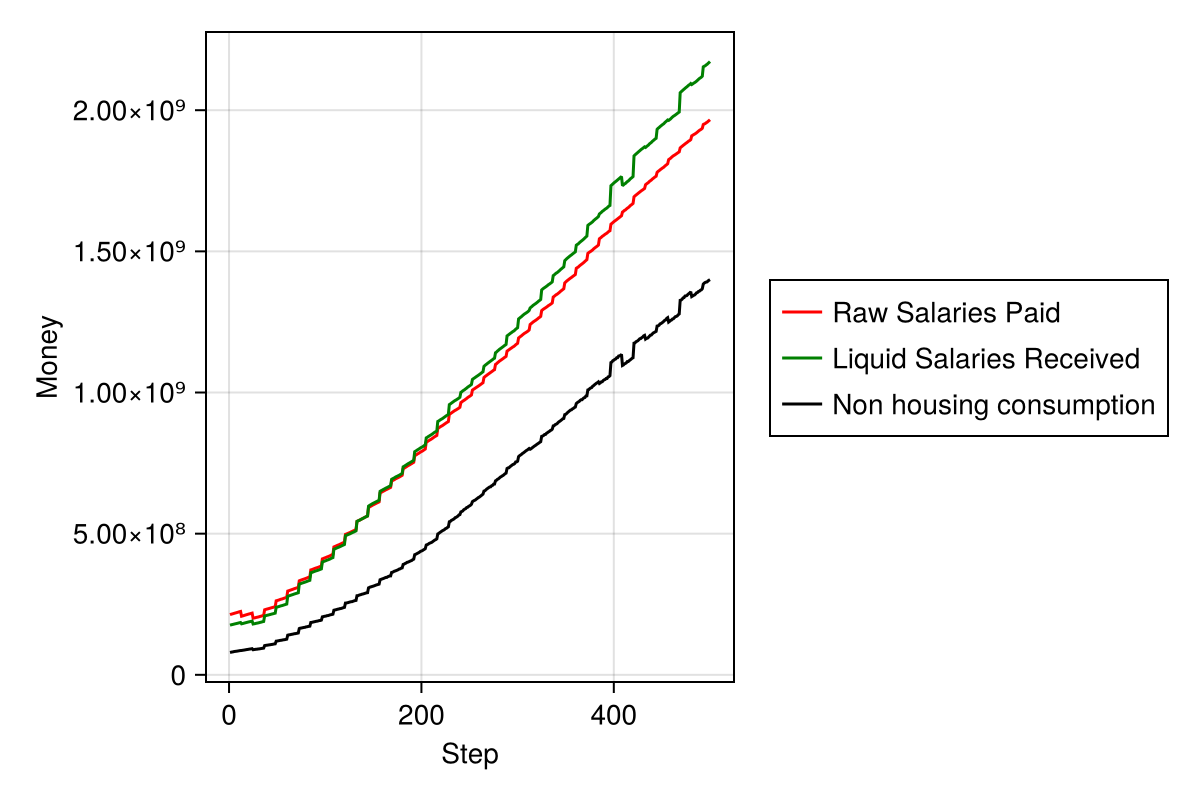 2.00×10⁹
1.50×10⁹
1.00×10⁹
5.00×10⁸
0
Money
0 200 400
Step
Raw Salaries Paid
Liquid Salaries Received
Non housing consumption